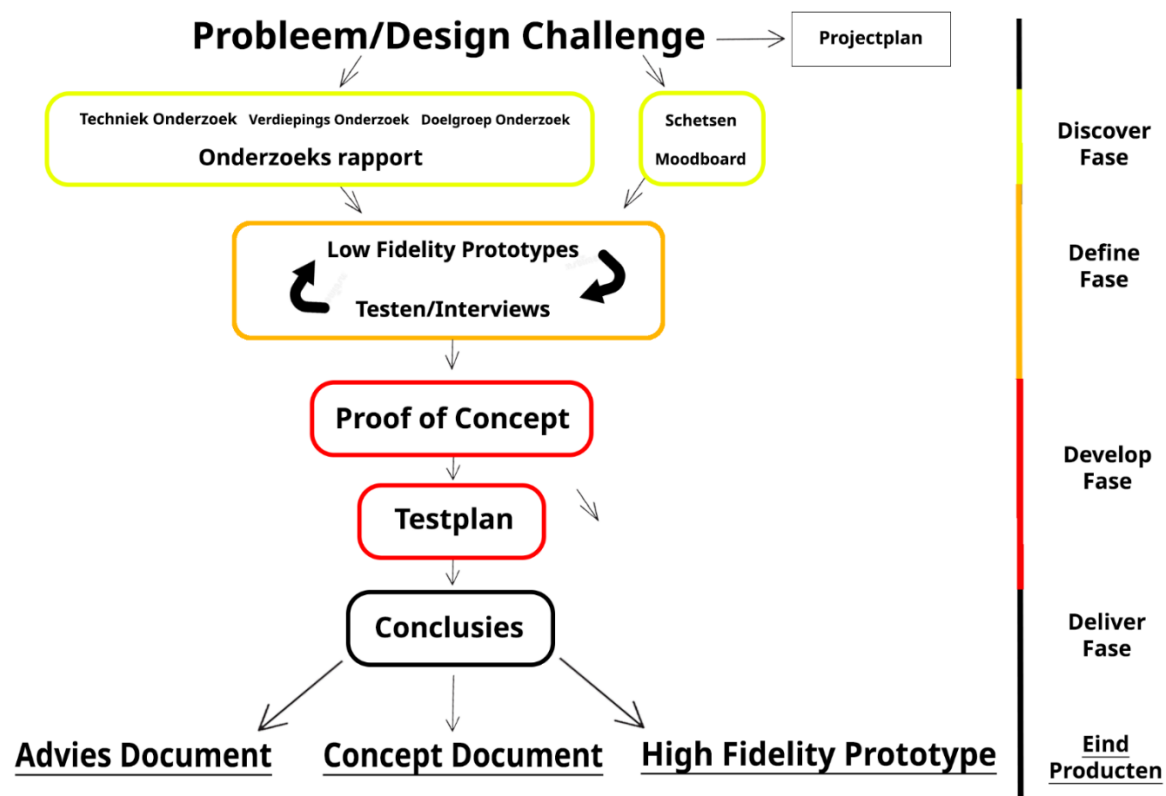 Probleem/Design Challenge
Projectplan
Techniek Onderzoek Verdiepings Onderzoek Doelgroep Onderzoek
Onderzoeks rapport
Schetsen
Moodboard
Discover
Fase
Low Fidelity Prototypes
Testen/Interviews
Define
Fase
Proof of Concept
Testplan
Develop
Fase
Conclusies
Deliver
Fase
Advies Document
Concept Document
High Fidelity Prototype
Eind
Producten